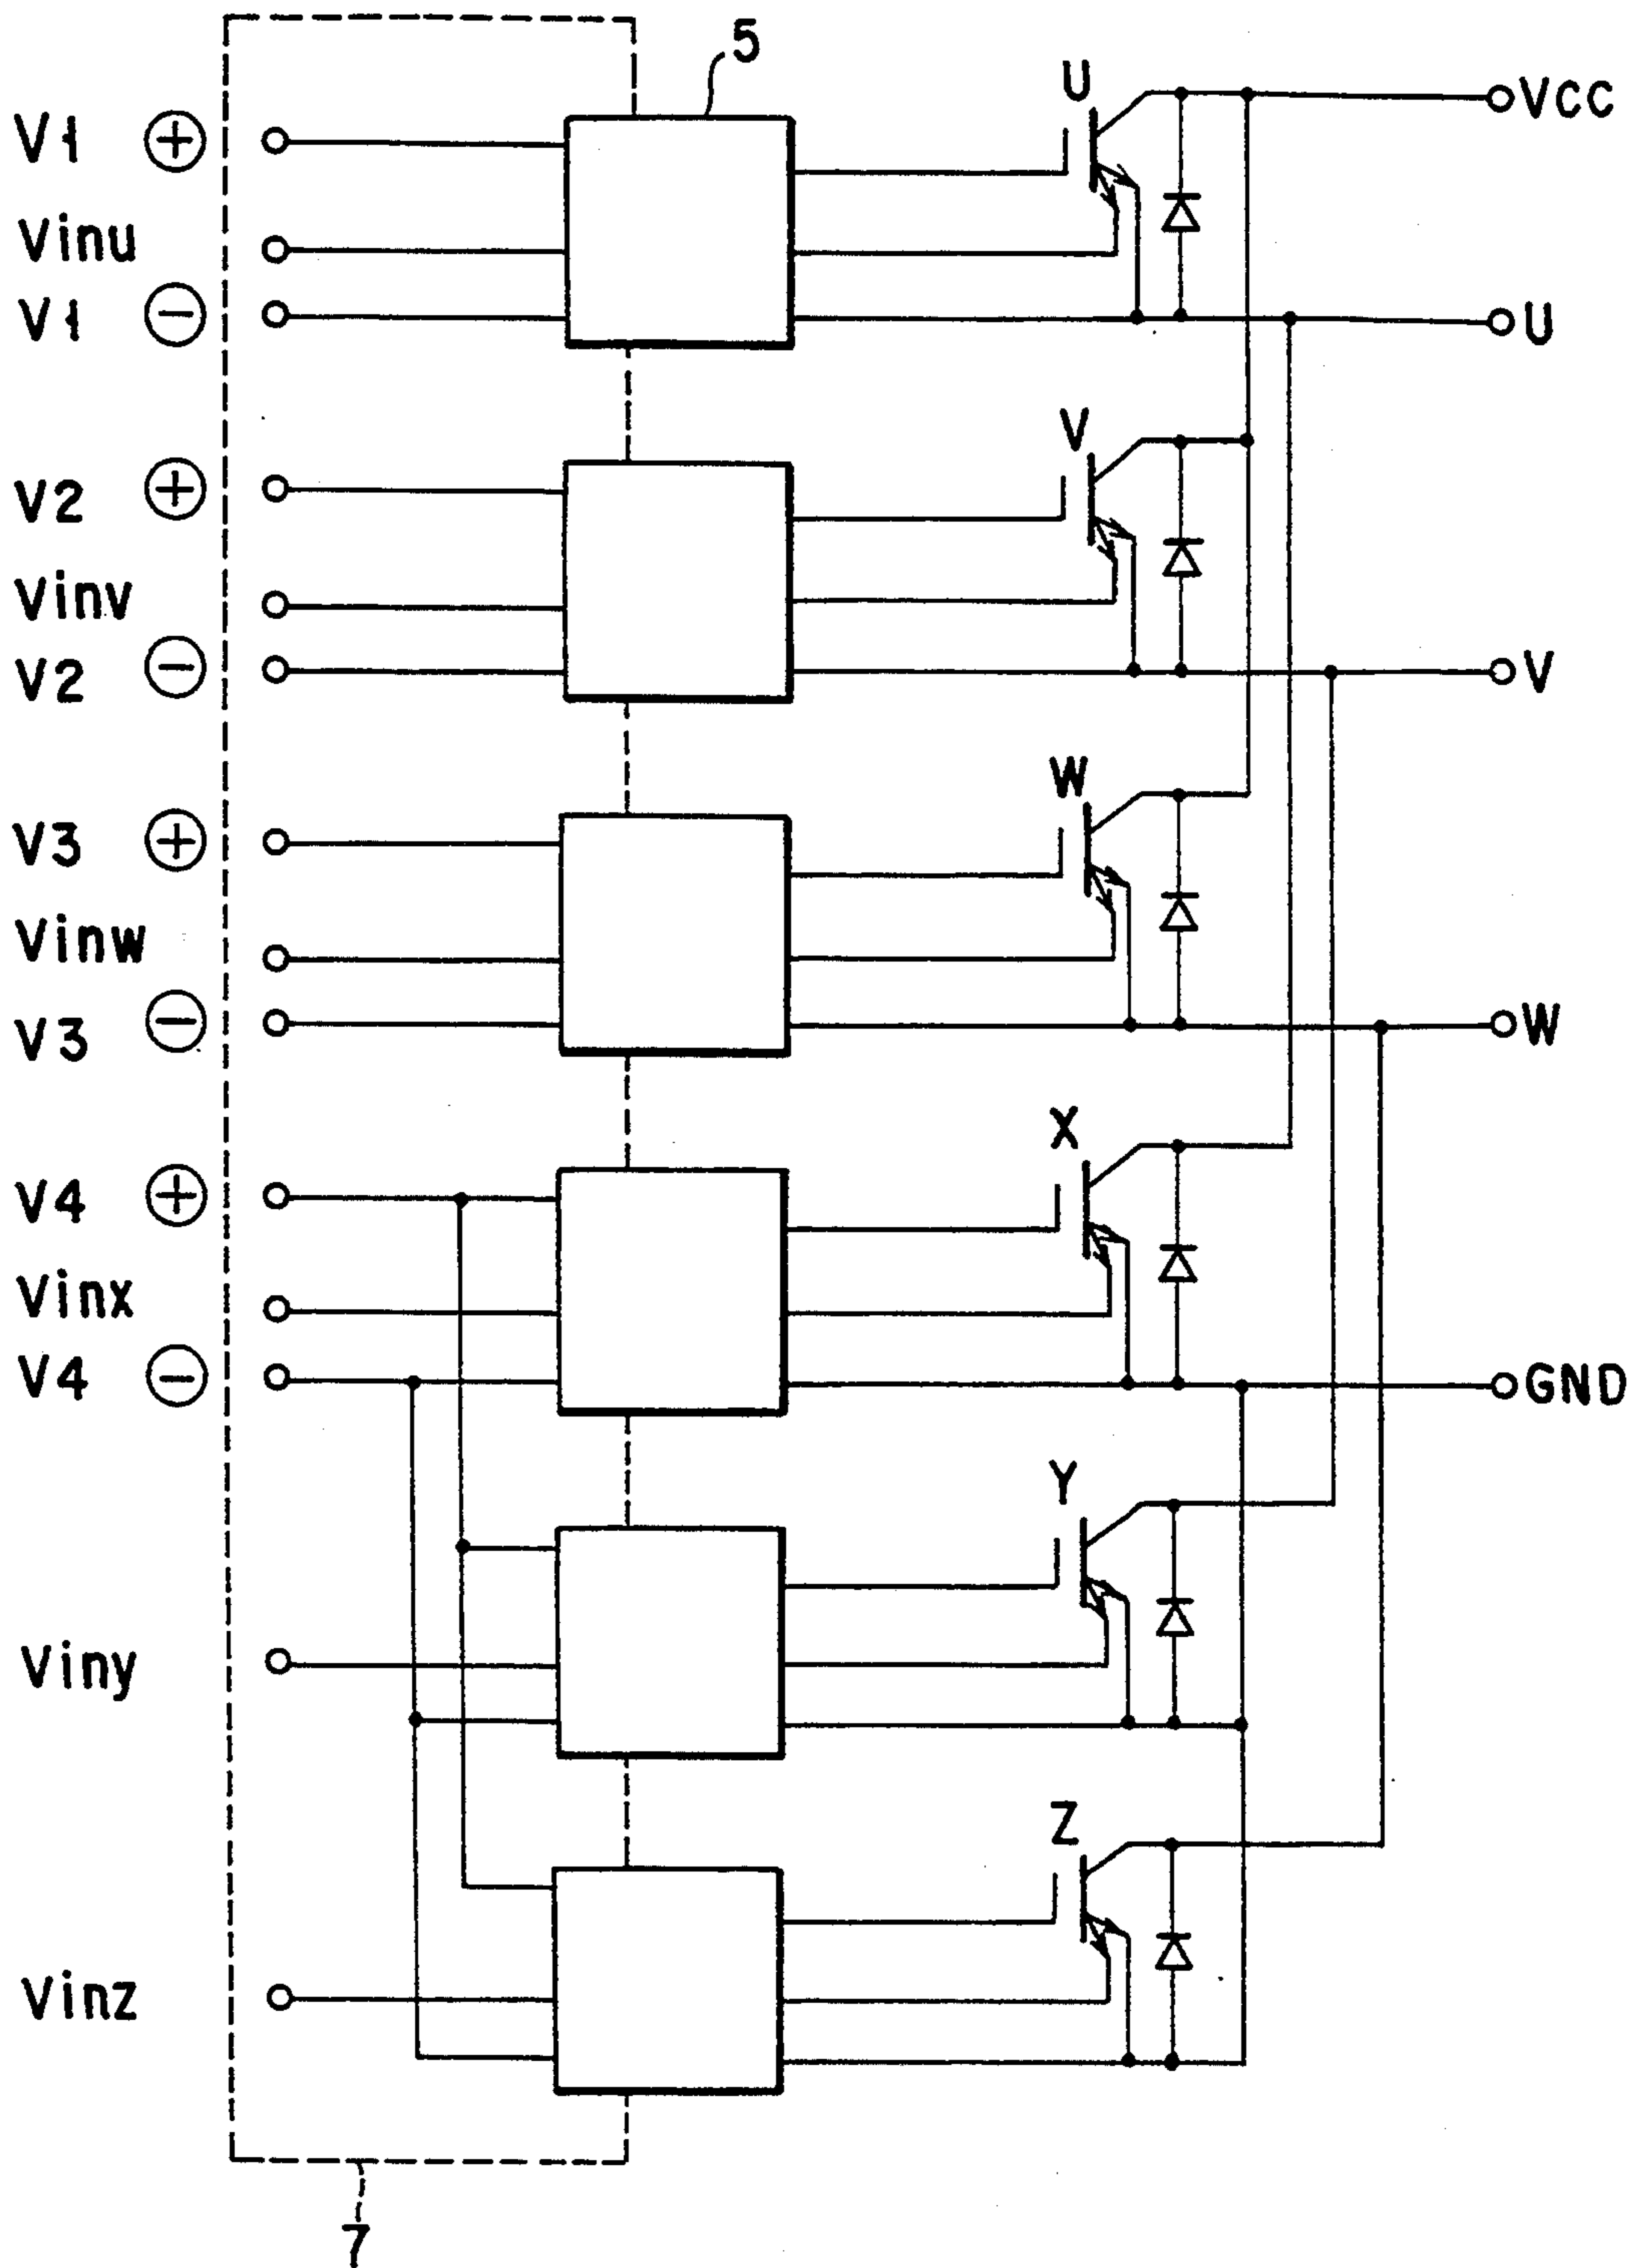 5
U
Vcc
V1 ⊕
Vinu
V1 ⊖
U
V
V2 ⊕
Vinv
V2 ⊖
V
W
V3 ⊕
Vinw
V3 ⊖
W
X
V4 ⊕
Vinx
V4 ⊖
GND
Y
Viny
Z
Vinz
7